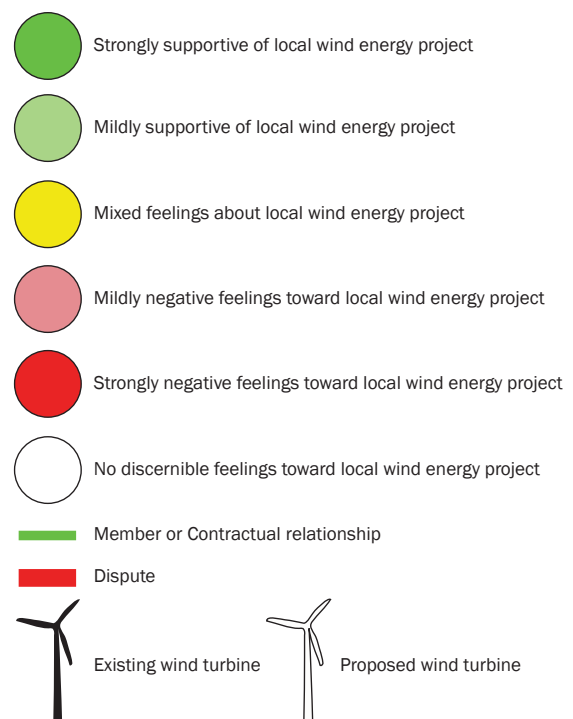 Strongly supportive of local wind energy project
Mildly supportive of local wind energy project
Mixed feelings about local wind energy project
Mildly negative feelings toward local wind energy project
Strongly negative feelings toward local wind energy project
No discernible feelings toward local wind energy project
Member or Contractual relationship
Dispute
Existing wind turbine
Proposed wind turbine